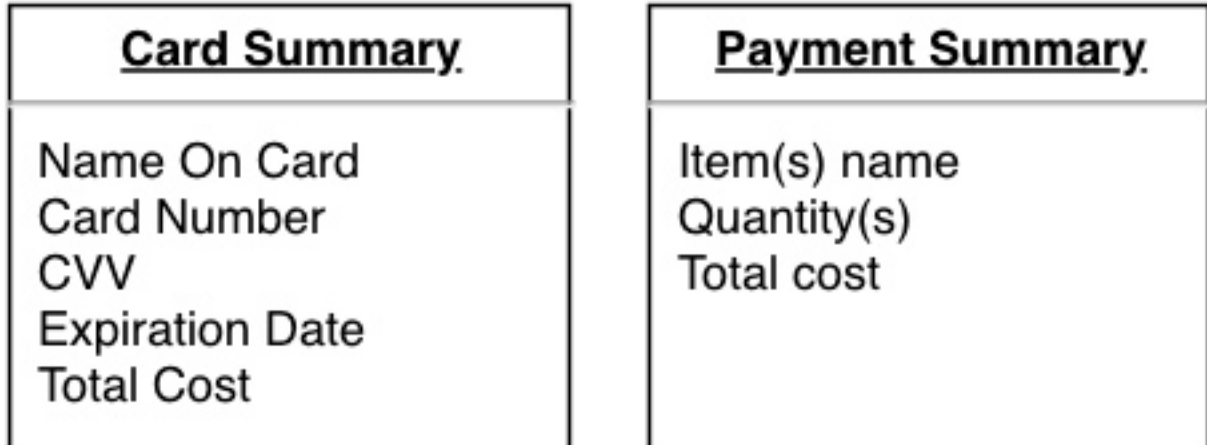 Card Summary
Name On Card
Card Number
CVV
Expiration Date
Total Cost
Payment Summary
Item(s) name
Quantity(s)
Total cost